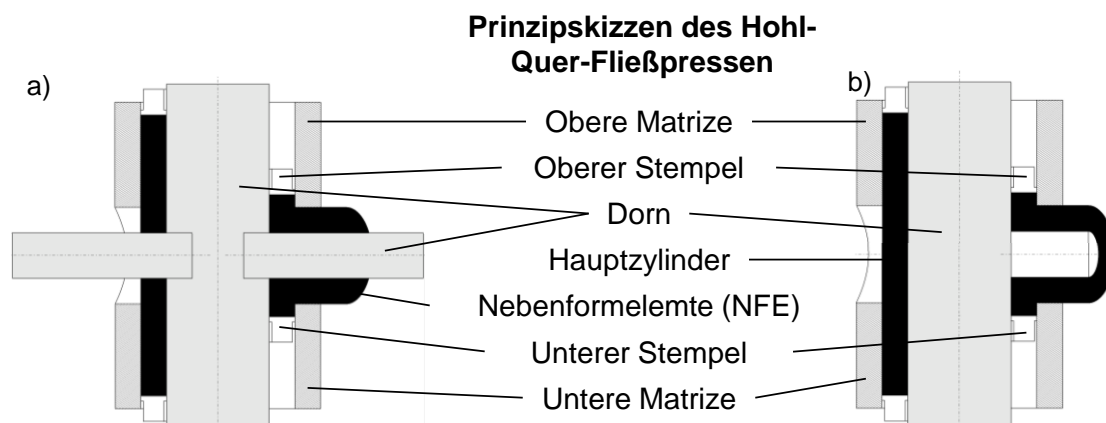 Prinzipskizzen des Hohl-
Quer-Fließpressen
a)
b)
Obere Matrize
Oberer Stempel
Dorn
Hauptzylinder
Nebenformelemte (NFE)
Unterer Stempel
Untere Matrize